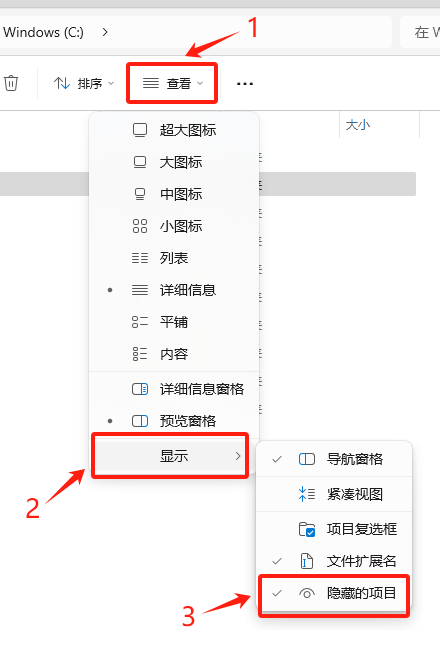 Windows (C:)
在 W
1
排序
查看
大小
超大图标
大图标
中图标
小图标
列表
详细信息
平铺
内容
详细信息窗格
预览窗格
显示
2
导航窗格
紧凑视图
项目复选框
文件扩展名
隐藏的项目
3